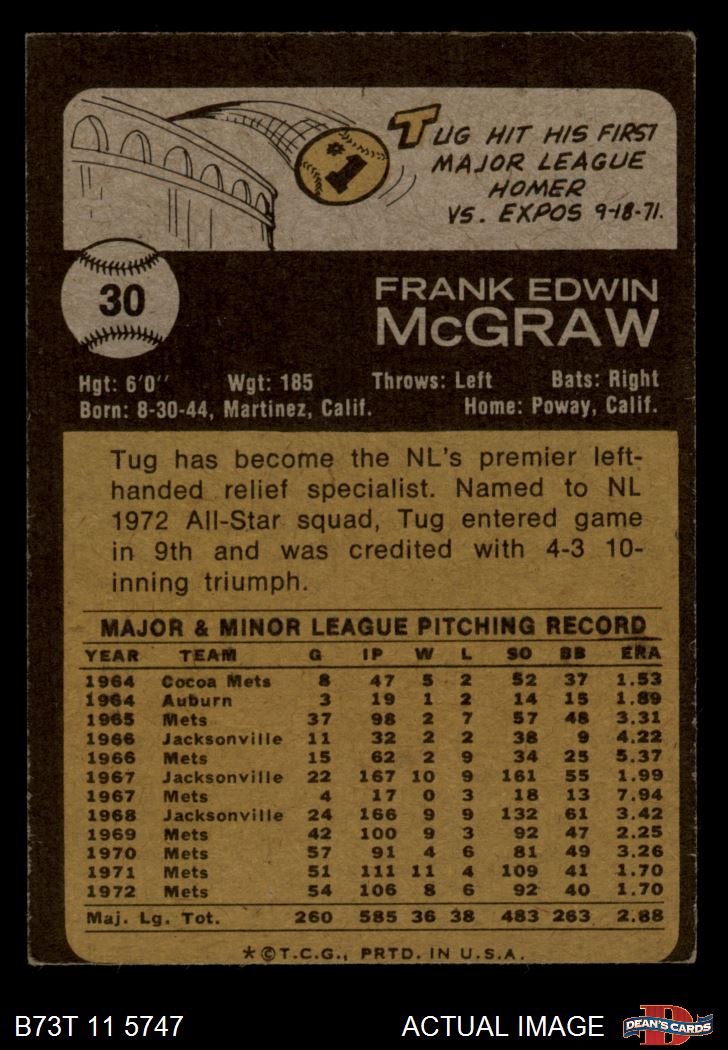 #1
TUG HIT HIS FIRST
MAJOR LEAGUE
HOMER
VS. EXPOS 9-18-71.
30
FRANK EDWIN
McGRAW
Hgt: 6'0" Wgt: 185 Throws: Left Bats: Right
Born: 8-30-44, Martinez, Calif. Home: Poway, Calif.
Tug has become the NL's premier left-
handed relief specialist. Named to NL
1972 All-Star squad, Tug entered game
in 9th and was credited with 4-3 10-
inning triumph.
MAJOR & MINOR LEAGUE PITCHING RECORD
YEAR TEAM G IP W L SO BB ERA
1964 Cocoa Mets 8 47 5 2 52 37 1.53
1964 Auburn 3 19 1 2 14 15 1.89
1965 Mets 37 98 2 7 57 48 3.31
1966 Jacksonville 11 32 2 2 38 9 4.22
1966 Mets 15 62 2 9 34 25 5.37
1967 Jacksonville 22 167 10 9 161 55 1.99
1967 Mets 4 17 0 3 18 13 7.94
1968 Jacksonville 24 166 9 9 132 61 3.42
1969 Mets 42 100 9 3 92 47 2.25
1970 Mets 57 91 4 6 81 49 3.26
1971 Mets 51 111 11 4 109 41 1.70
1972 Mets 54 106 8 6 92 40 1.70
Maj. Lg. Tot. 260 585 36 38 483 263 2.88
*©T.C.G., PRTD. IN U.S.A.
B73T 11 5747 ACTUAL IMAGE D DEAN'S CARDS